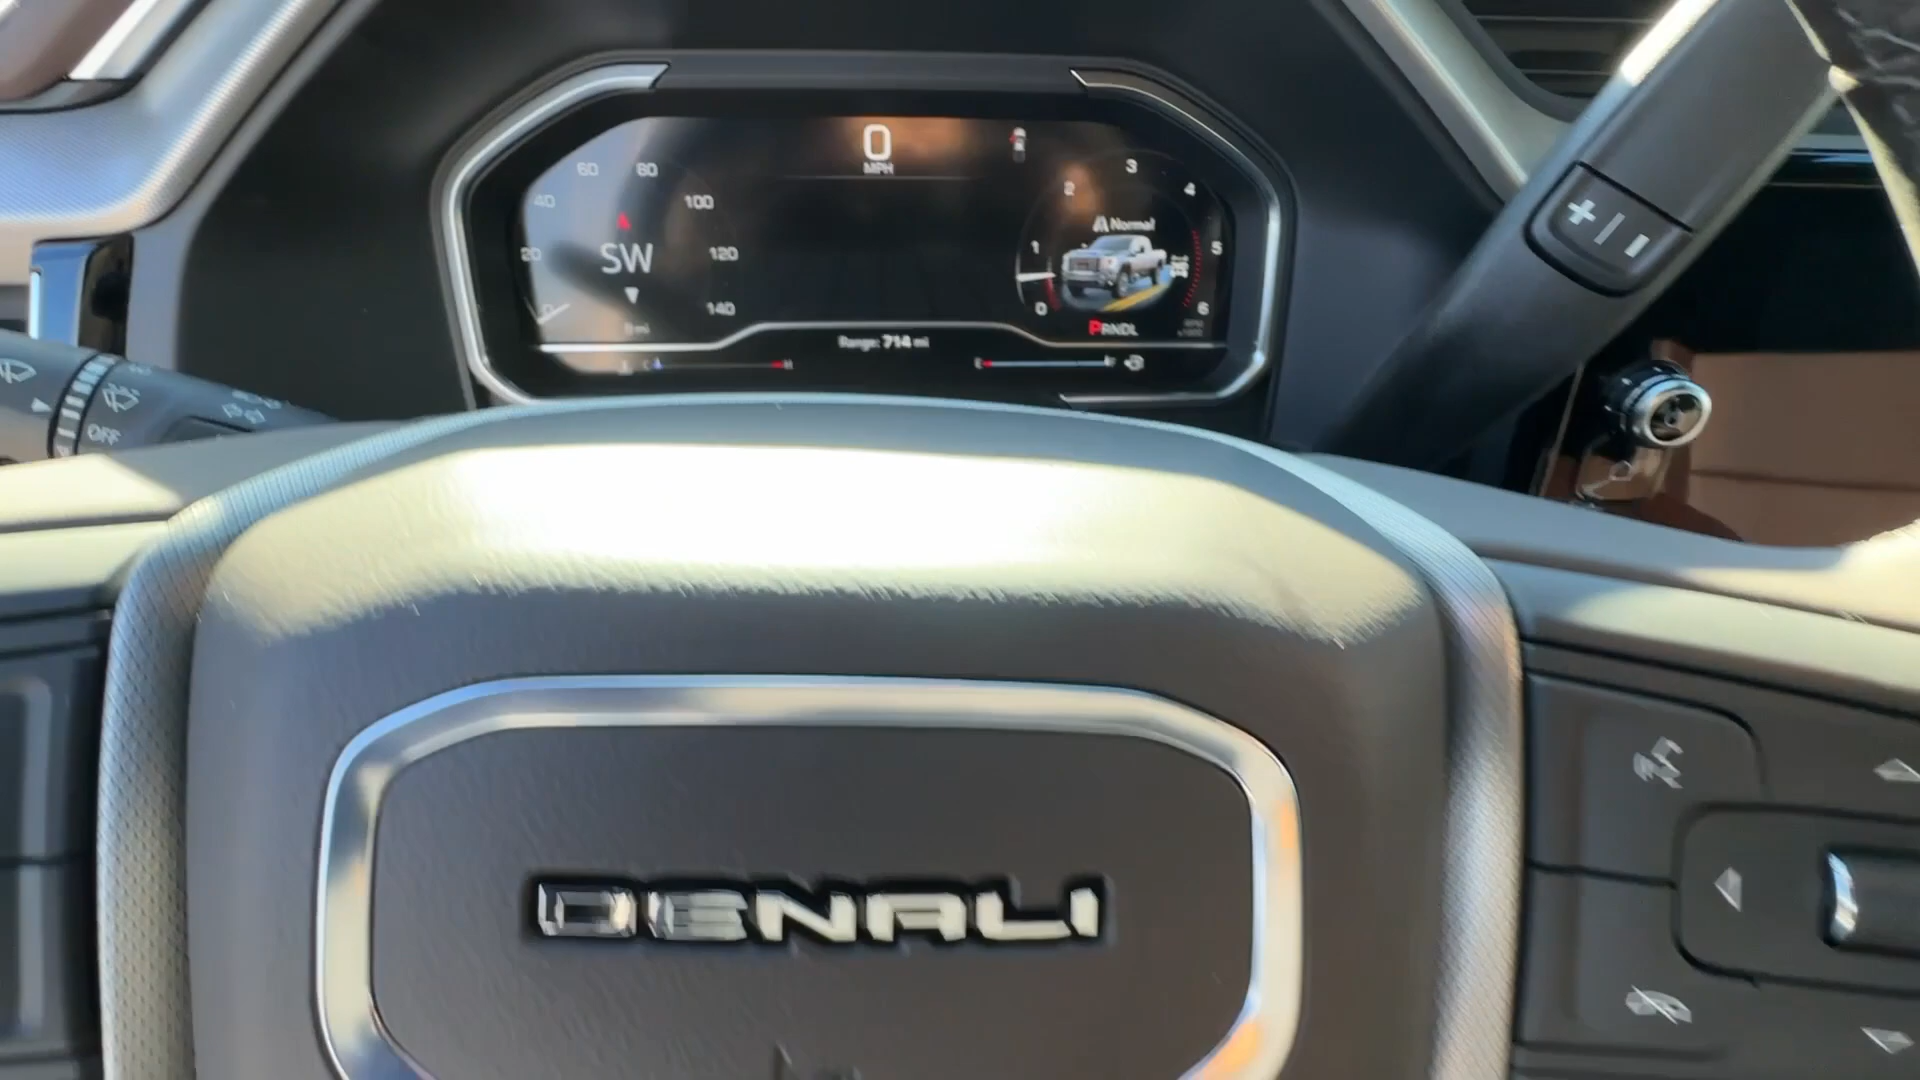 0
MPH
60 80
40 100
20 SW 120
0 140
3
2 4
Normal
1 5
0 6
PRNDL
Range: 714 mi
C H
E F
+ | -
OFF
DENALI